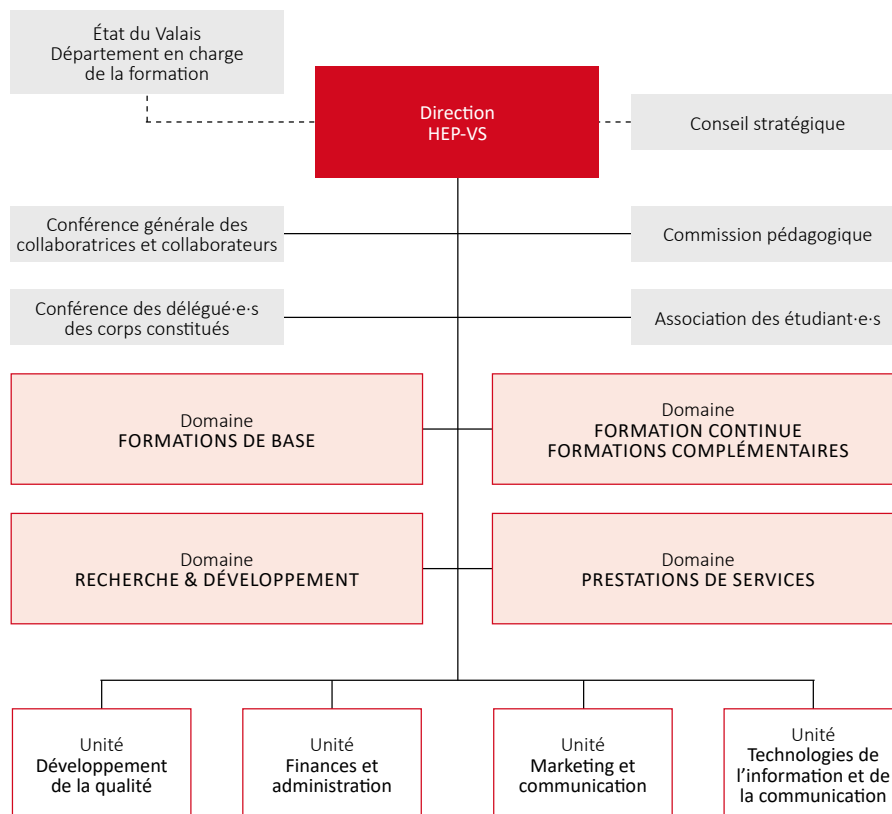 État du Valais
Département en charge
de la formation
Direction
HEP-VS
Conseil stratégique
Conférence générale des
collaboratrices et collaborateurs
Commission pédagogique
Conférence des délégué·e·s
des corps constitués
Association des étudiant·e·s
Domaine
FORMATIONS DE BASE
Domaine
FORMATION CONTINUE
FORMATIONS COMPLÉMENTAIRES
Domaine
RECHERCHE & DÉVELOPPEMENT
Domaine
PRESTATIONS DE SERVICES
Unité
Développement
de la qualité
Unité
Finances et
administration
Unité
Marketing et
communication
Unité
Technologies de
l'information et de
la communication